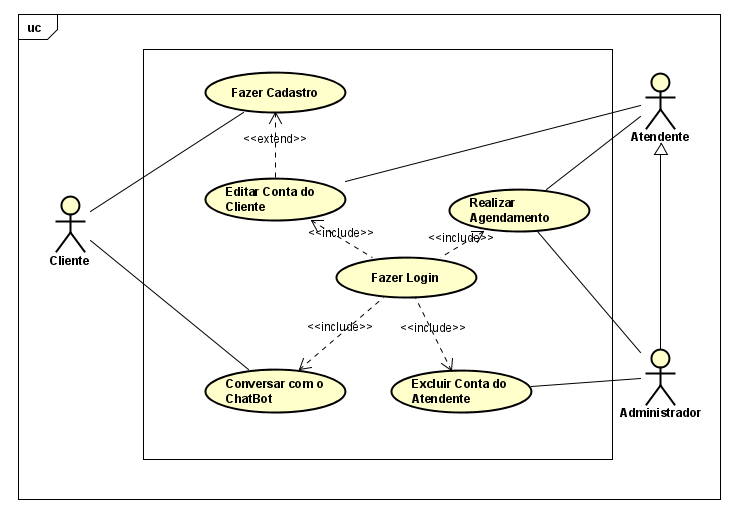 uc
Fazer Cadastro
<<extend>>
Atendente
Editar Conta do
Cliente
Realizar
Agendamento
<<include>>
<<include>>
Cliente
Fazer Login
<<include>>
<<include>>
Conversar com o
ChatBot
Excluir Conta do
Atendente
Administrador